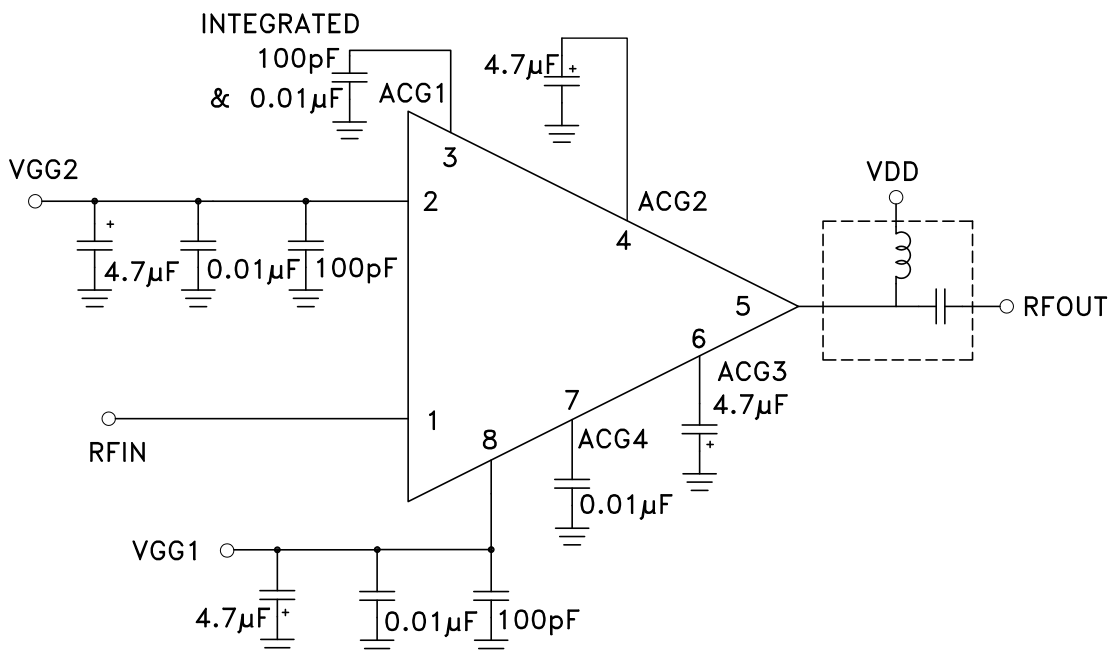 INTEGRATED
100pF
& 0.01µF
ACG1
4.7µF
+
3
VGG2
2
ACG2
VDD
4
+
4.7µF
0.01µF
100pF
5
RFOUT
6
ACG3
4.7µF
+
7
ACG4
1
RFIN
8
0.01µF
VGG1
4.7µF
+
0.01µF
100pF